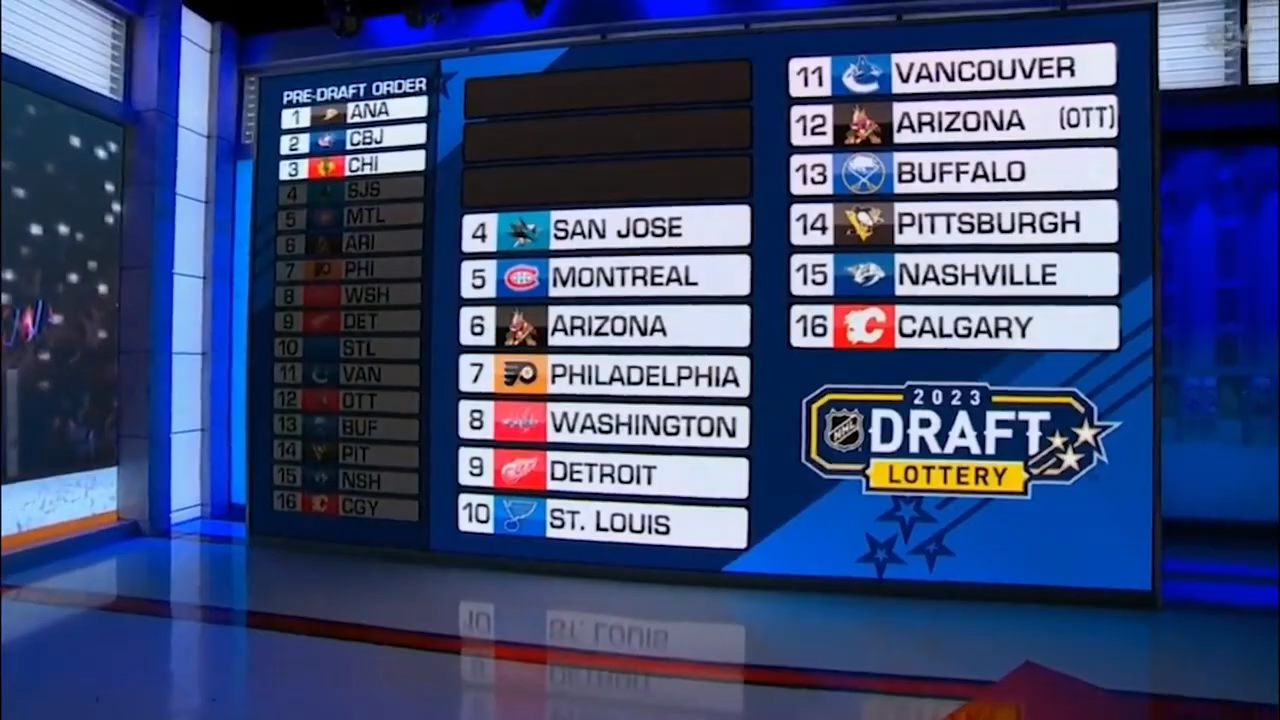 PRE-DRAFT ORDER
1 ANA
2 CBJ
3 CHI
4 SJS
5 MTL
6 ARI
7 PHI
8 WSH
9 DET
10 STL
11 VAN
12 OTT
13 BUF
14 PIT
15 NSH
16 CGY
4 SAN JOSE
5 MONTREAL
6 ARIZONA
7 PHILADELPHIA
8 WASHINGTON
9 DETROIT
10 ST. LOUIS
11 VANCOUVER
12 ARIZONA (OTT)
13 BUFFALO
14 PITTSBURGH
15 NASHVILLE
16 CALGARY
2023
NHL DRAFT
LOTTERY